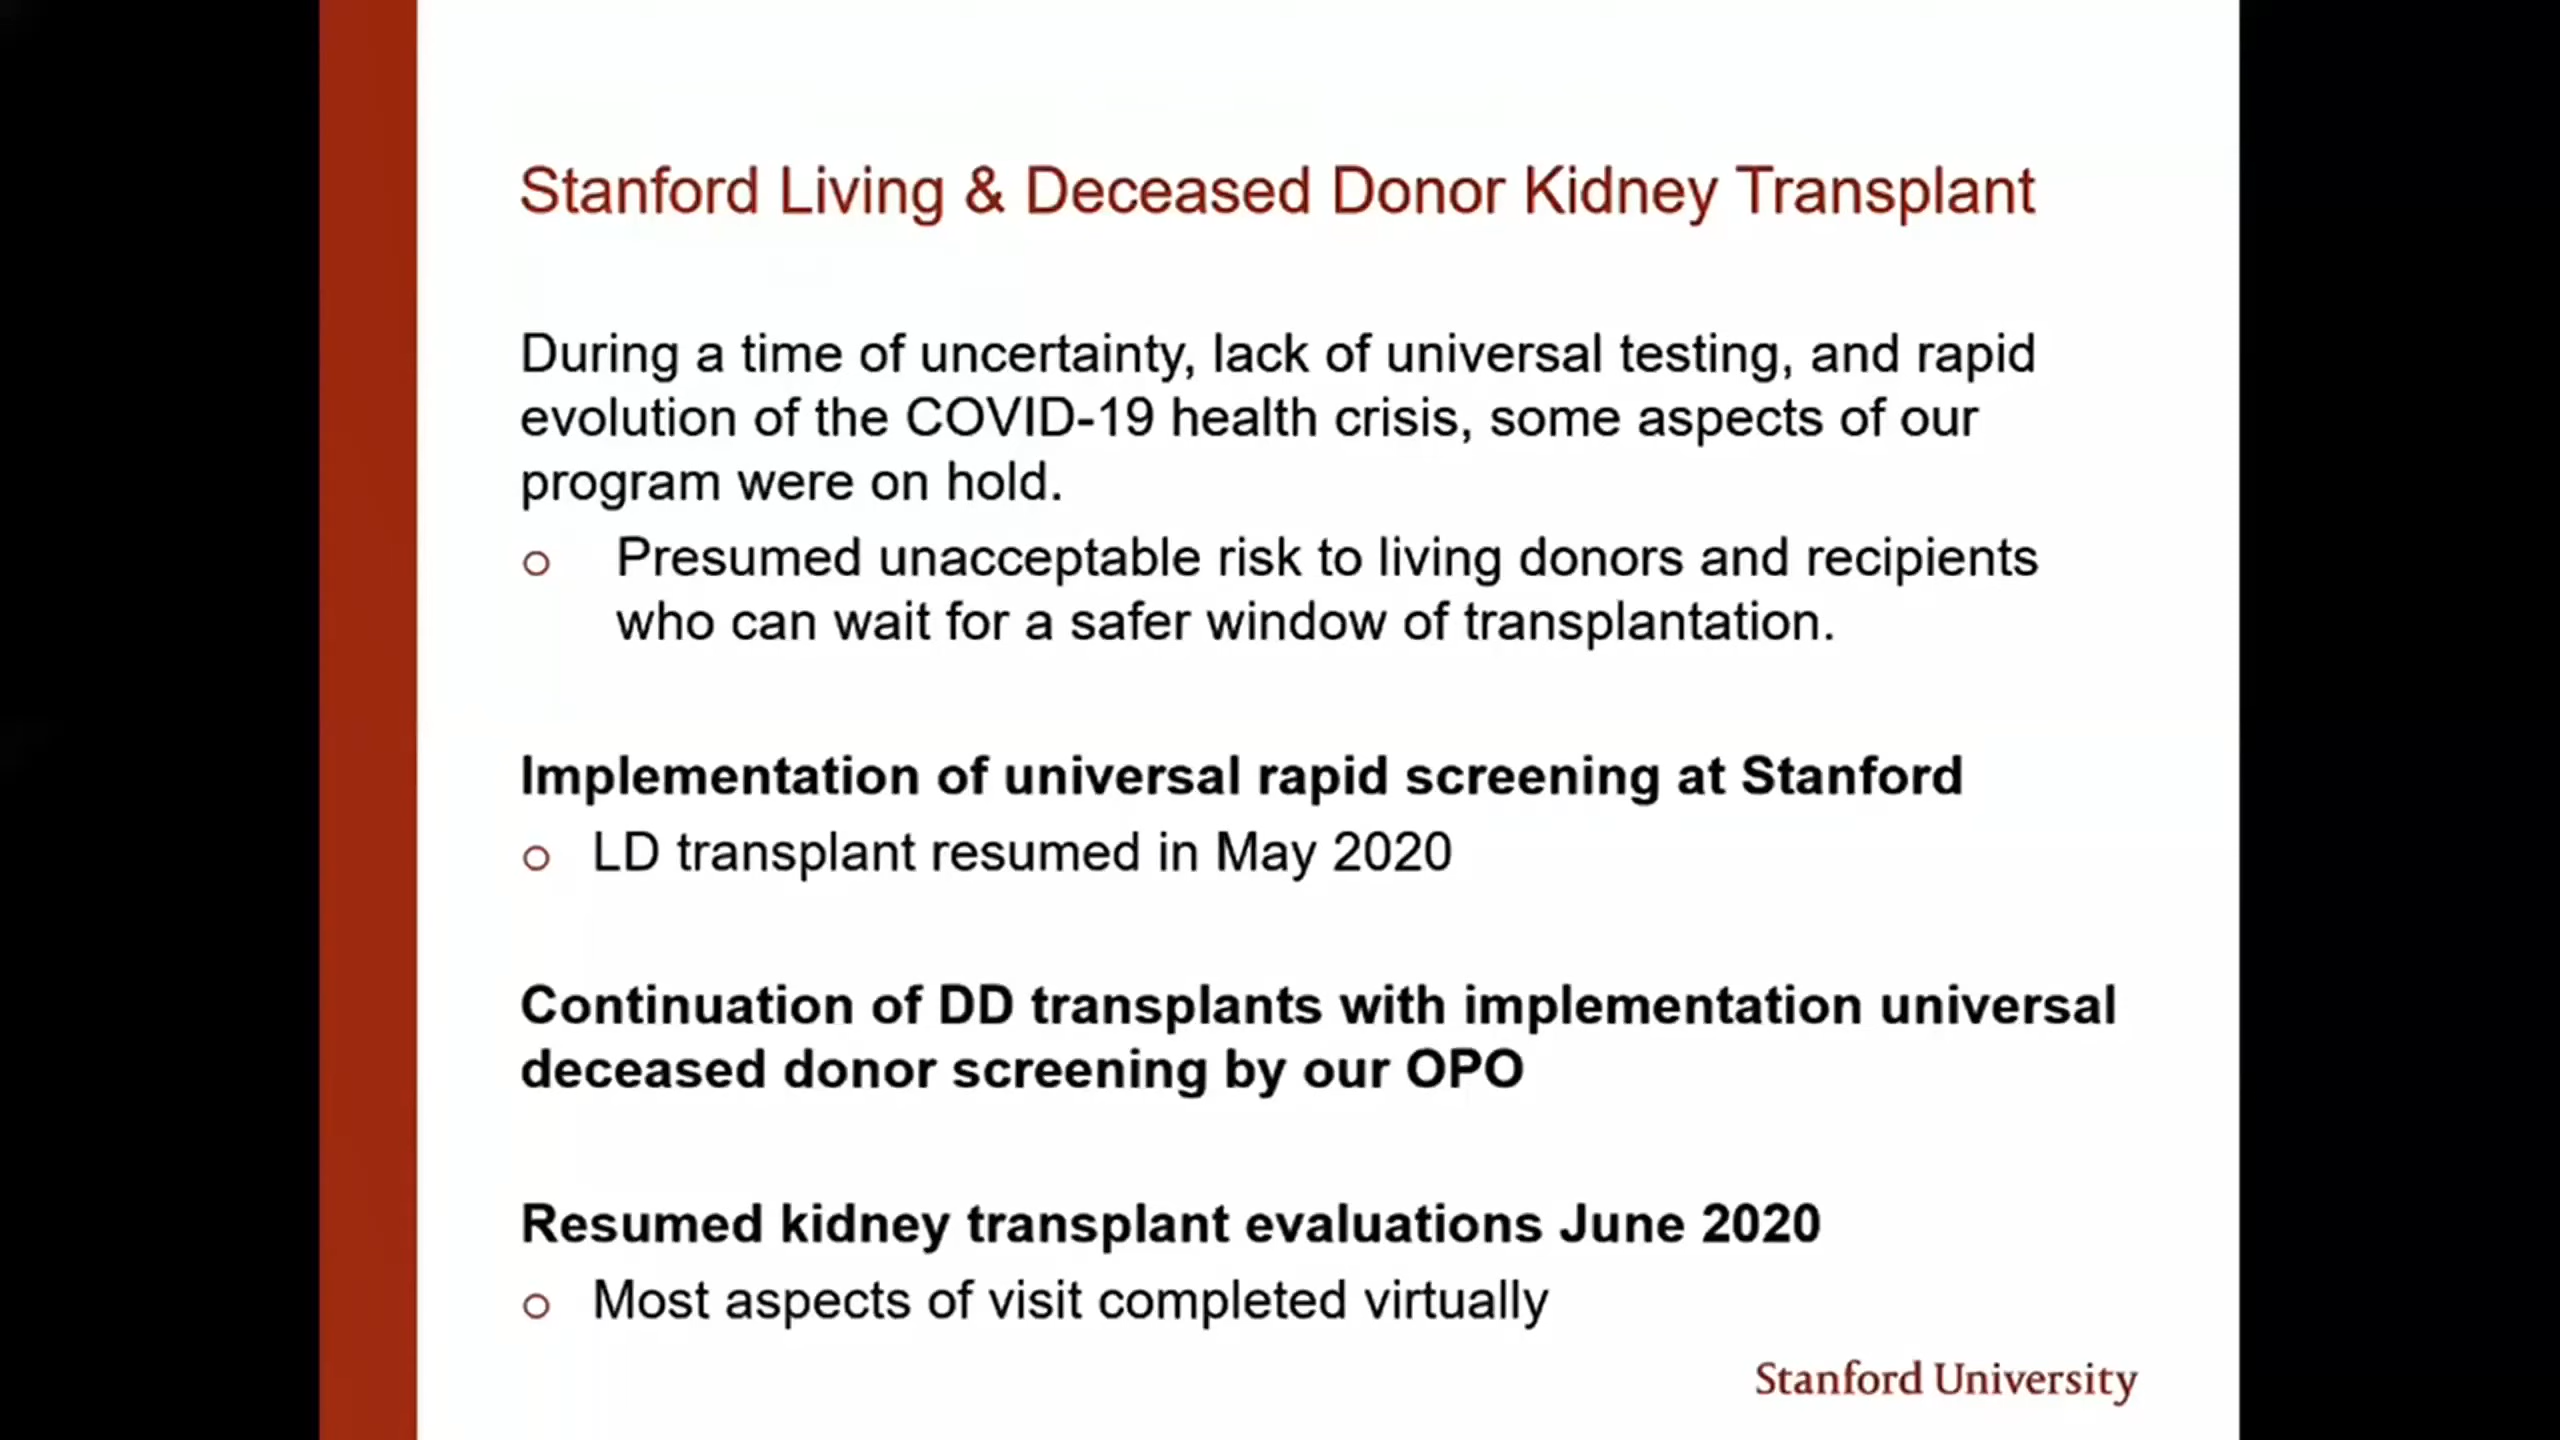 Stanford Living & Deceased Donor Kidney Transplant
During a time of uncertainty, lack of universal testing, and rapid
evolution of the COVID-19 health crisis, some aspects of our
program were on hold.
Presumed unacceptable risk to living donors and recipients
who can wait for a safer window of transplantation.
Implementation of universal rapid screening at Stanford
LD transplant resumed in May 2020
Continuation of DD transplants with implementation universal
deceased donor screening by our OPO
Resumed kidney transplant evaluations June 2020
Most aspects of visit completed virtually
Stanford University